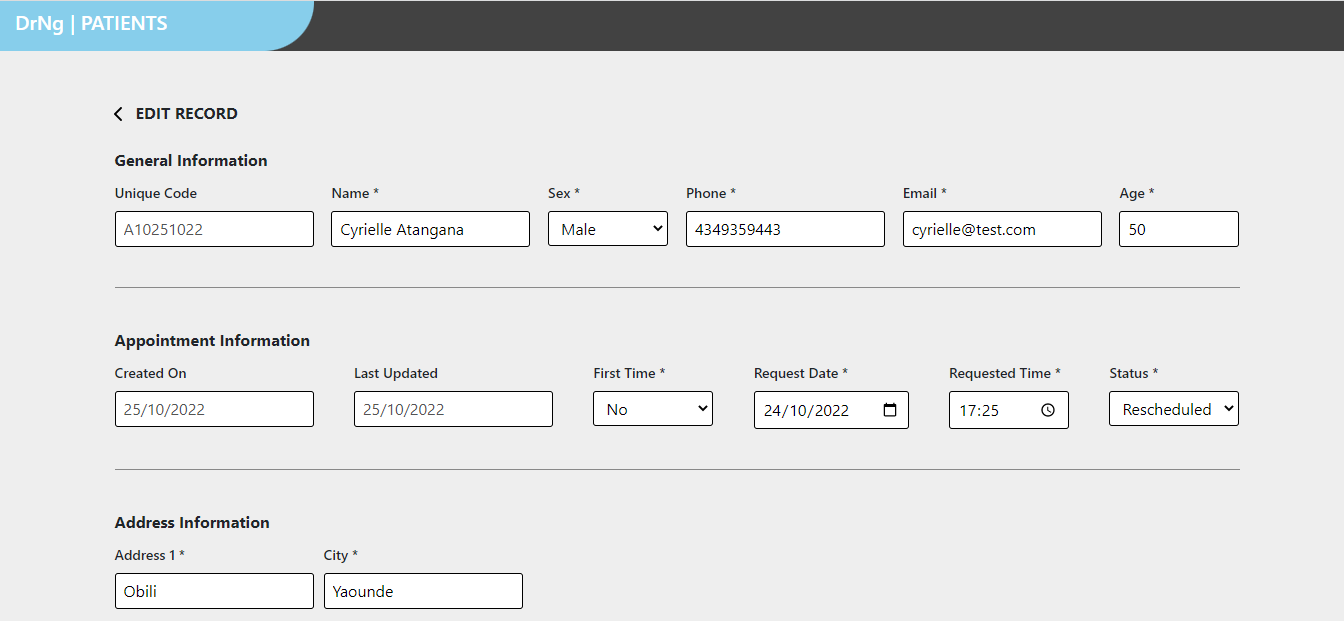 DrNg | PATIENTS
EDIT RECORD
General Information
Unique Code Name * Sex * Phone * Email * Age *
A10251022 Cyrielle Atangana Male 4349359443 cyrielle@test.com 50
Appointment Information
Created On Last Updated First Time * Request Date * Requested Time * Status *
25/10/2022 25/10/2022 No 24/10/2022 17:25 Rescheduled
Address Information
Address 1 * City *
Obili Yaounde